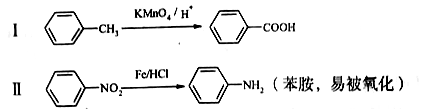 KMnO₄ / H⁺
Ⅰ CH₃ COOH
Fe/HCl
Ⅱ NO₂ NH₂（苯胺，易被氧化）